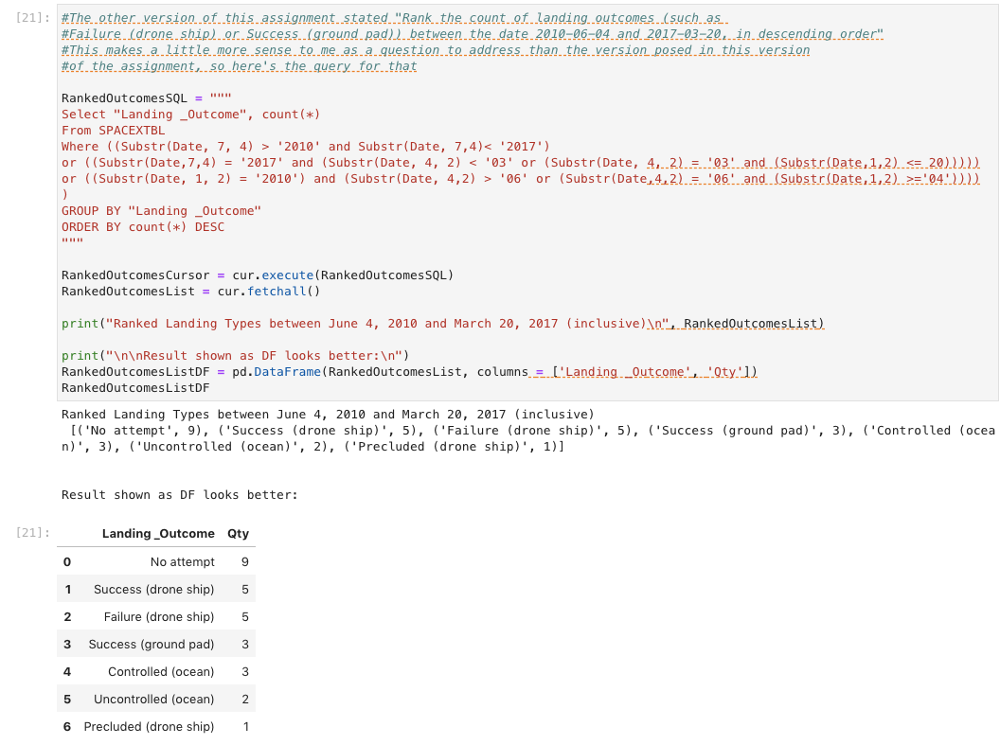 [21]:
#The other version of this assignment stated "Rank the count of landing outcomes (such as
#Failure (drone ship) or Success (ground pad)) between the date 2010-06-04 and 2017-03-20, in descending order"
#This makes a little more sense to me as a question to address than the version posed in this version
#of the assignment, so here's the query for that
RankedOutcomesSQL = """
Select "Landing _Outcome", count(*)
From SPACEXTBL
Where ((Substr(Date, 7, 4) > '2010' and Substr(Date, 7,4)< '2017')
or ((Substr(Date,7,4) = '2017' and (Substr(Date, 4, 2) < '03' or (Substr(Date, 4, 2) = '03' and (Substr(Date,1,2) <= 20)))))
or ((Substr(Date, 1, 2) = '2010') and (Substr(Date, 4,2) > '06' or (Substr(Date,4,2) = '06' and (Substr(Date,1,2) >='04'))))
)
GROUP BY "Landing _Outcome"
ORDER BY count(*) DESC
"""
RankedOutcomesCursor = cur.execute(RankedOutcomesSQL)
RankedOutcomesList = cur.fetchall()
print("Ranked Landing Types between June 4, 2010 and March 20, 2017 (inclusive)\n", RankedOutcomesList)
print("\n\nResult shown as DF looks better:\n")
RankedOutcomesListDF = pd.DataFrame(RankedOutcomesList, columns = ['Landing _Outcome', 'Qty'])
RankedOutcomesListDF
Ranked Landing Types between June 4, 2010 and March 20, 2017 (inclusive)
[('No attempt', 9), ('Success (drone ship)', 5), ('Failure (drone ship)', 5), ('Success (ground pad)', 3), ('Controlled (ocea
n)', 3), ('Uncontrolled (ocean)', 2), ('Precluded (drone ship)', 1)]
Result shown as DF looks better:
[21]:
Landing _Outcome Qty
0 No attempt 9
1 Success (drone ship) 5
2 Failure (drone ship) 5
3 Success (ground pad) 3
4 Controlled (ocean) 3
5 Uncontrolled (ocean) 2
6 Precluded (drone ship) 1